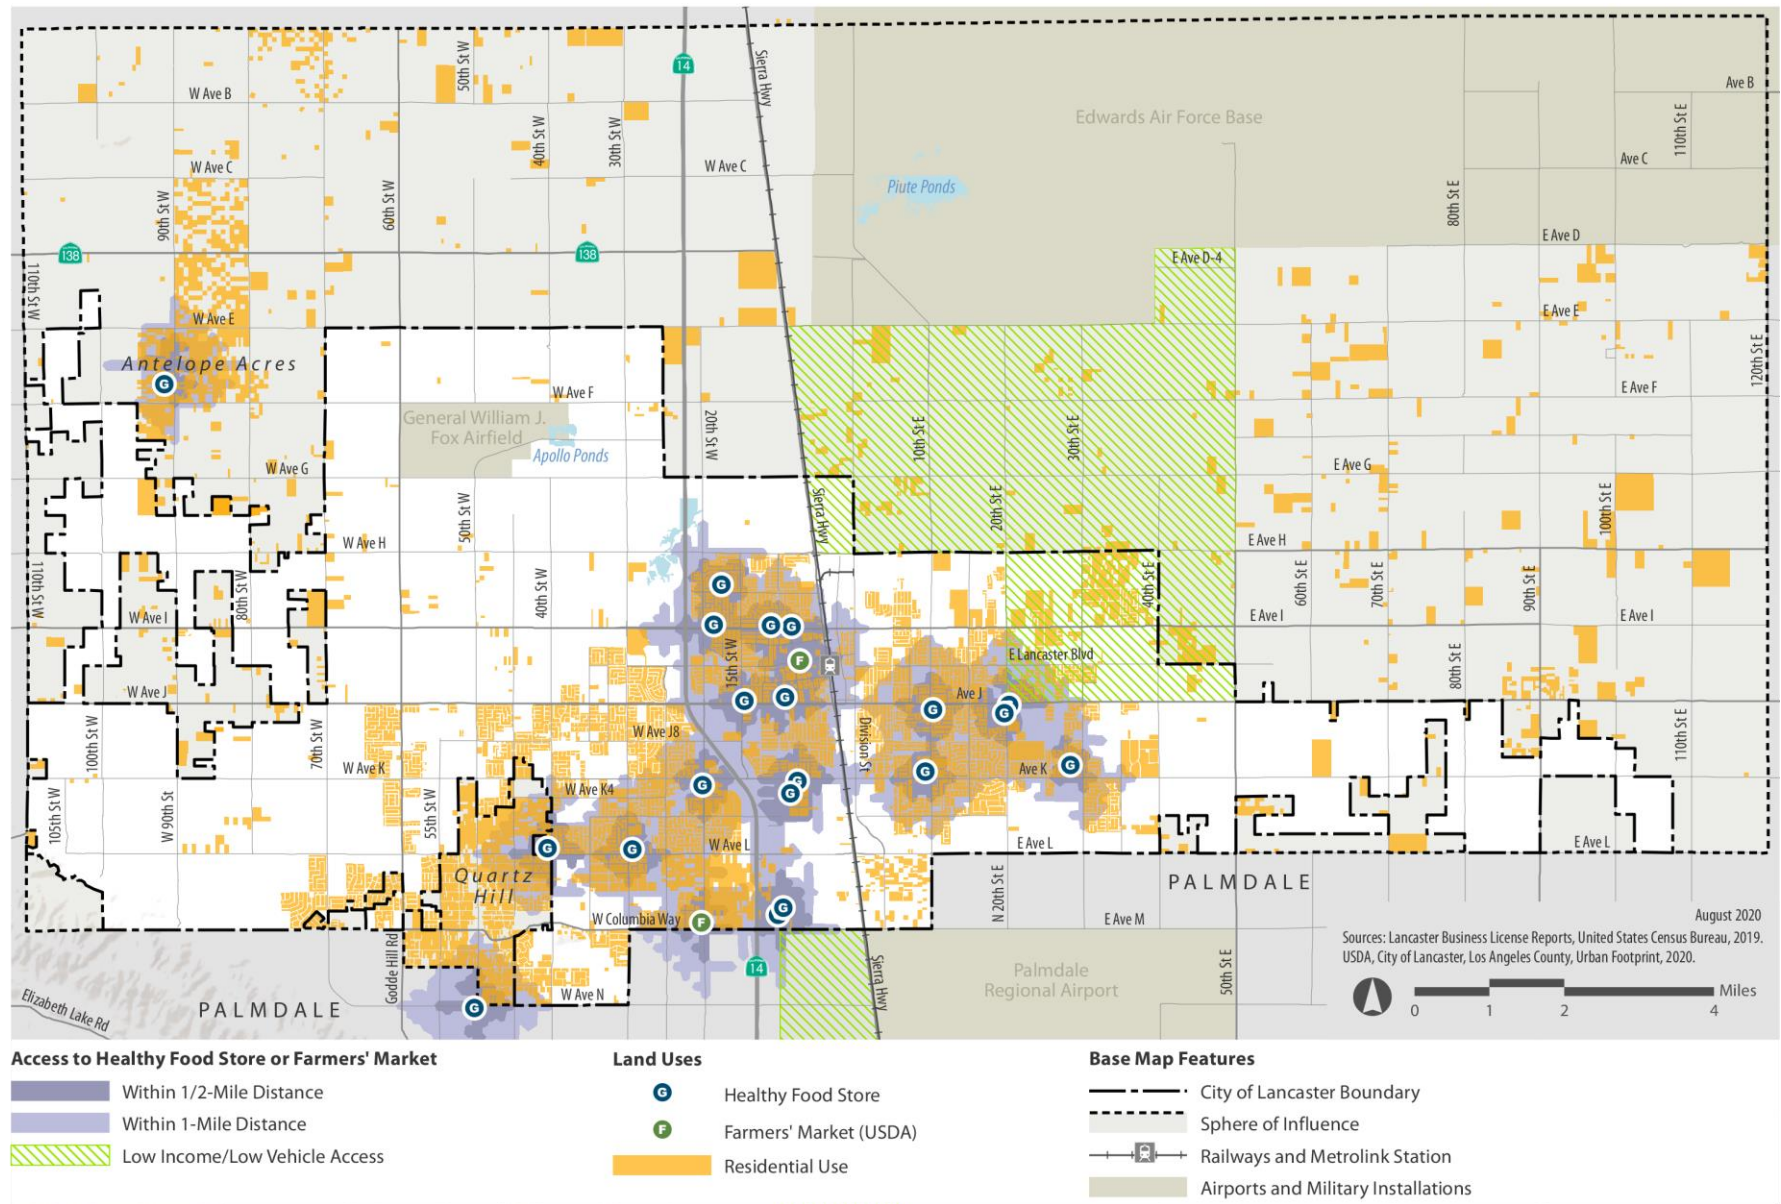 14
Sierra Hwy
50th St W
W Ave B
Ave B
Edwards Air Force Base
40th St W
30th St W
110th St E
W Ave C
W Ave C
Ave C
Piute Ponds
90th St W
60th St W
80th St E
138
138
E Ave D
E Ave D-4
110th St W
W Ave E
E Ave E
Antelope Acres
120th St E
G
W Ave F
E Ave F
General William J.
Fox Airfield
20th St W
10th St E
30th St E
Apollo Ponds
W Ave G
E Ave G
50th St W
Sierra Hwy
20th St E
100th St E
W Ave H
E Ave H
110th St W
80th St W
40th St W
40th St E
60th St E
70th St E
90th St E
G
W Ave I
G
G
G
E Ave I
E Ave I
15th St W
F
E Lancaster Blvd
80th St E
W Ave J
G
G
Ave J
G
G
100th St W
70th St W
W Ave J8
Division St
110th St E
W Ave K
G
G
G
Ave K
G
105th St W
W 90th St
55th St W
W Ave K4
G
G
W Ave L
E Ave L
E Ave L
Quartz
Hill
N 20th St E
PALMDALE
G
W Columbia Way
F
E Ave M
August 2020
Sources: Lancaster Business License Reports, United States Census Bureau, 2019.
USDA, City of Lancaster, Los Angeles County, Urban Footprint, 2020.
Godde Hill Rd
14
Sierra Hwy
Palmdale
Regional Airport
50th St E
W Ave N
Miles
0 1 2 4
Elizabeth Lake Rd
PALMDALE
G
Access to Healthy Food Store or Farmers' Market
Within 1/2-Mile Distance
Within 1-Mile Distance
Low Income/Low Vehicle Access
Land Uses
G Healthy Food Store
F Farmers' Market (USDA)
Residential Use
Base Map Features
City of Lancaster Boundary
Sphere of Influence
Railways and Metrolink Station
Airports and Military Installations